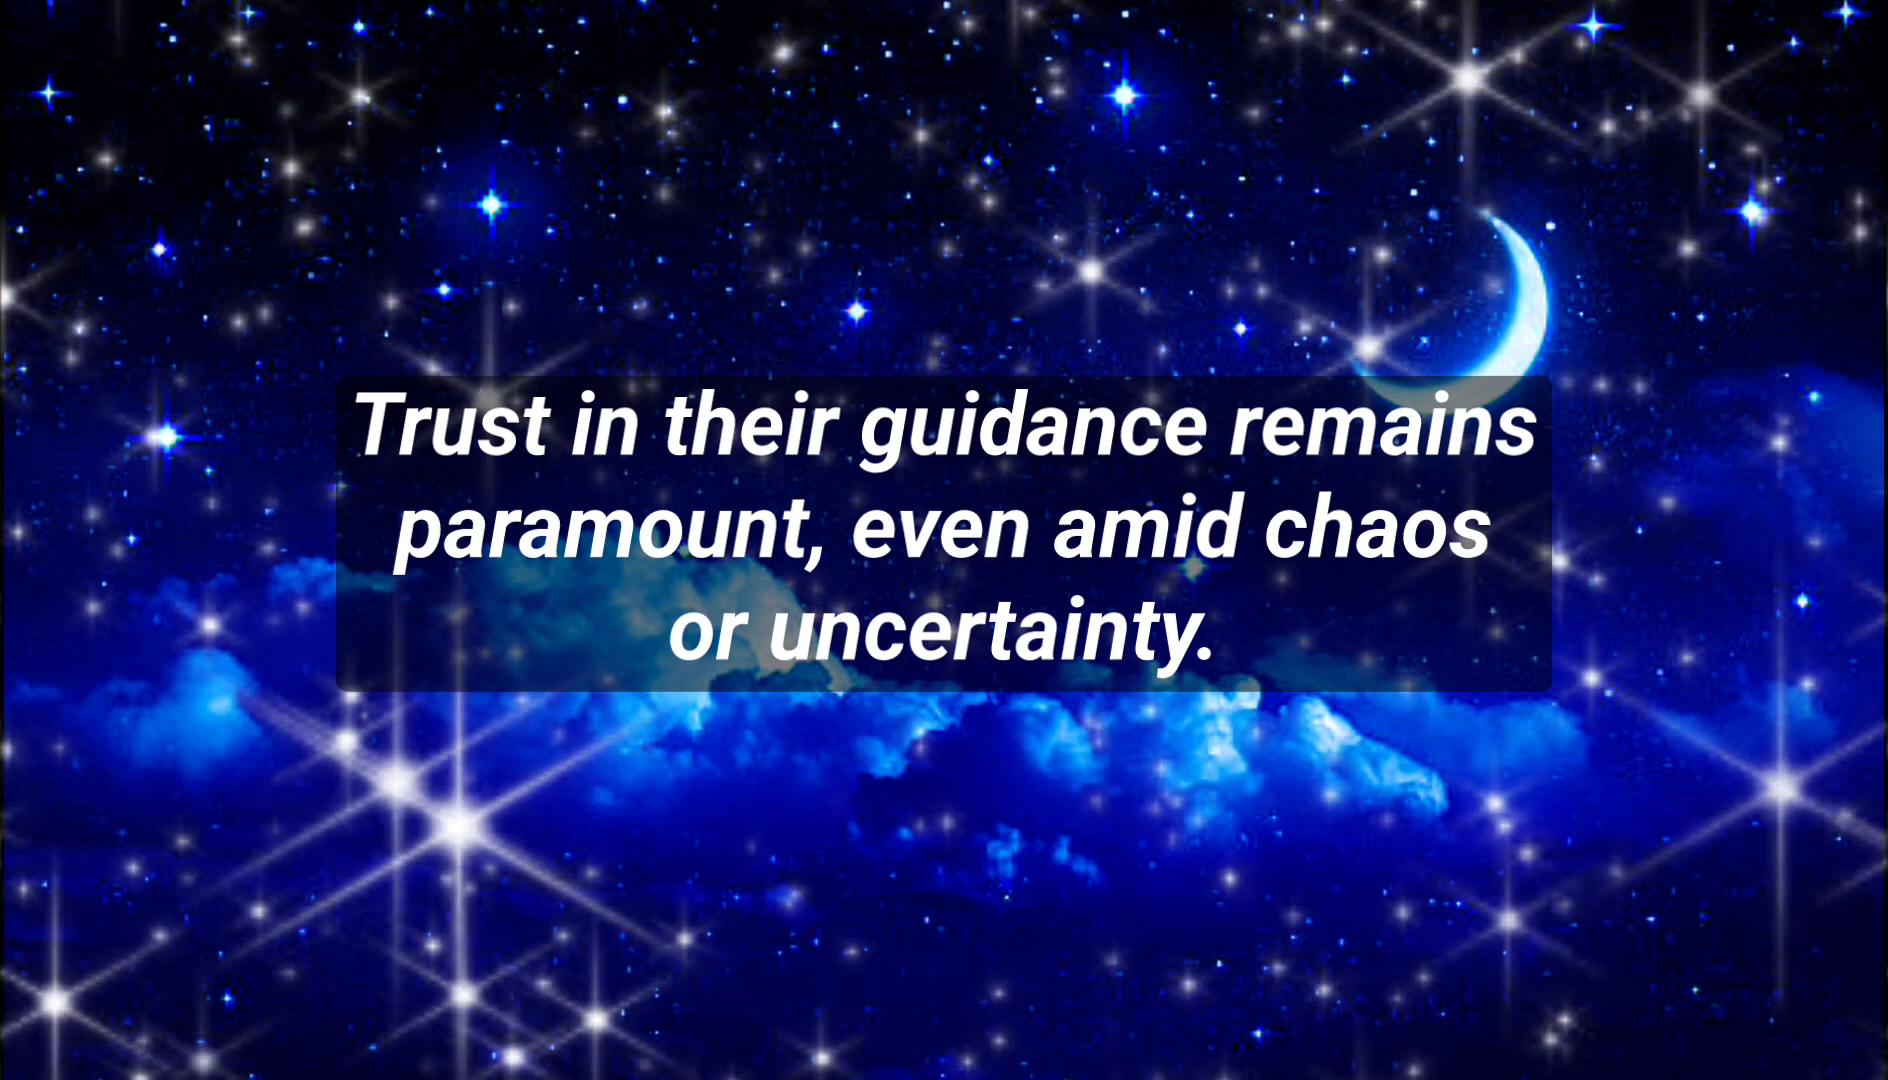 Trust in their guidance remains
paramount, even amid chaos
or uncertainty.